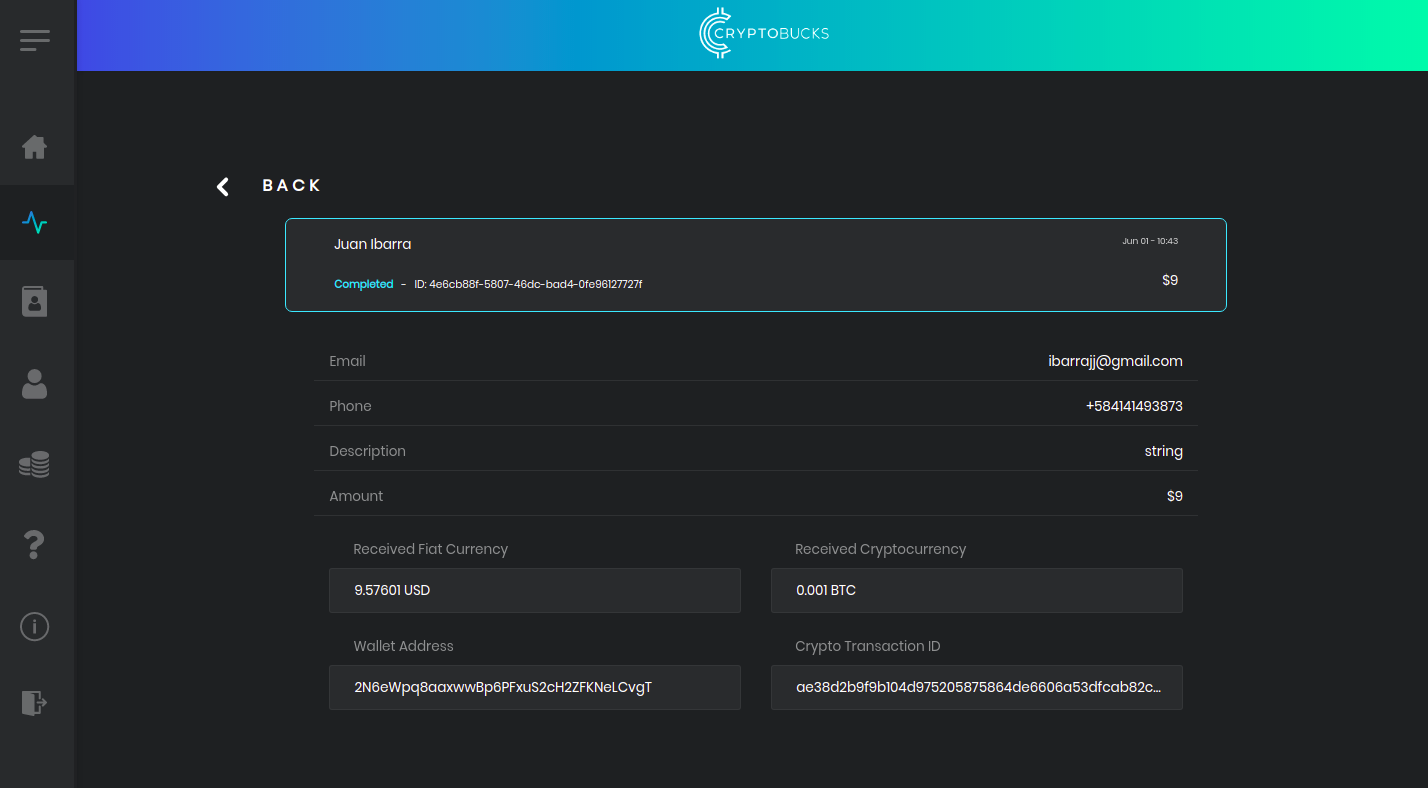 CRYPTOBUCKS
BACK
Juan Ibarra
Jun 01 - 10:43
Completed - ID: 4e6cb88f-5807-46dc-bad4-0fe96127727f
$9
Email
ibarrajj@gmail.com
Phone
+584141493873
Description
string
Amount
$9
Received Fiat Currency
Received Cryptocurrency
9.57601 USD
0.001 BTC
Wallet Address
Crypto Transaction ID
2N6eWpq8aaxwwBp6PFxuS2cH2ZFKNeLCvgT
ae38d2b9f9b104d975205875864de6606a53dfcab82c...